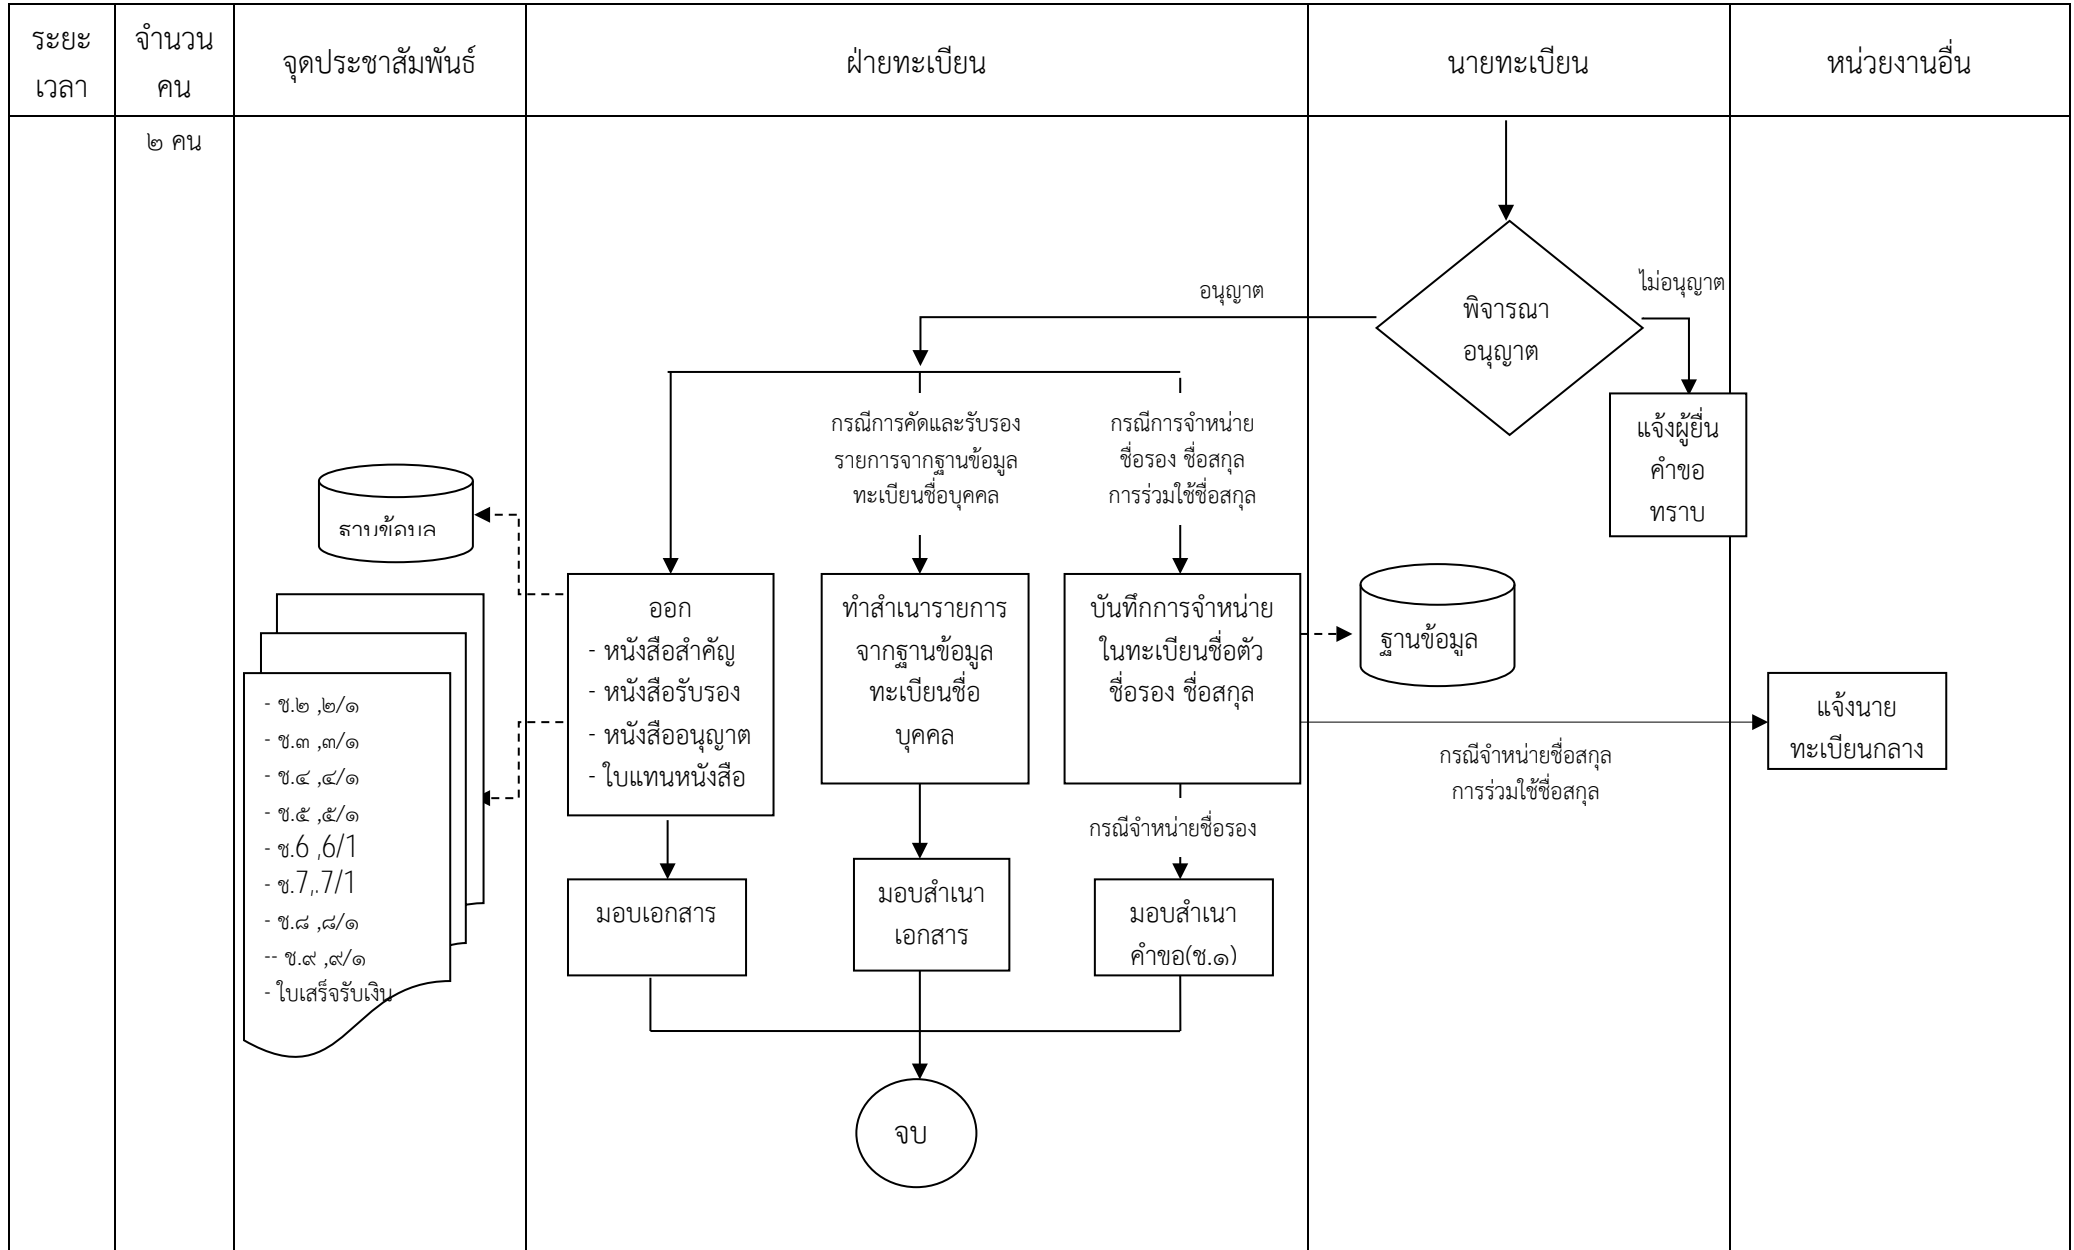 ระยะ
เวลา
จำนวน
คน
จุดประชาสัมพันธ์
ฝ่ายทะเบียน
นายทะเบียน
หน่วยงานอื่น
๒ คน
พิจารณา
อนุญาต
อนุญาต
ไม่อนุญาต
แจ้งผู้ยื่น
คำขอ
ทราบ
กรณีการคัดและรับรอง
รายการจากฐานข้อมูล
ทะเบียนชื่อบุคคล
กรณีการจำหน่าย
ชื่อรอง ชื่อสกุล
การร่วมใช้ชื่อสกุล
ฐานข้อมูล
ออก
- หนังสือสำคัญ
- หนังสือรับรอง
- หนังสืออนุญาต
- ใบแทนหนังสือ
ทำสำเนารายการ
จากฐานข้อมูล
ทะเบียนชื่อ
บุคคล
บันทึกการจำหน่าย
ในทะเบียนชื่อตัว
ชื่อรอง ชื่อสกุล
ฐานข้อมูล
แจ้งนาย
ทะเบียนกลาง
กรณีจำหน่ายชื่อสกุล
การร่วมใช้ชื่อสกุล
- ช.๒ ,๒/๑
- ช.๓ ,๓/๑
- ช.๔ ,๔/๑
- ช.๕ ,๕/๑
- ช.6 ,6/1
- ช.7,.7/1
- ช.๘ ,๘/๑
-- ช.๙ ,๙/๑
- ใบเสร็จรับเงิน
กรณีจำหน่ายชื่อรอง
มอบเอกสาร
มอบสำเนา
เอกสาร
มอบสำเนา
คำขอ(ช.๑)
จบ